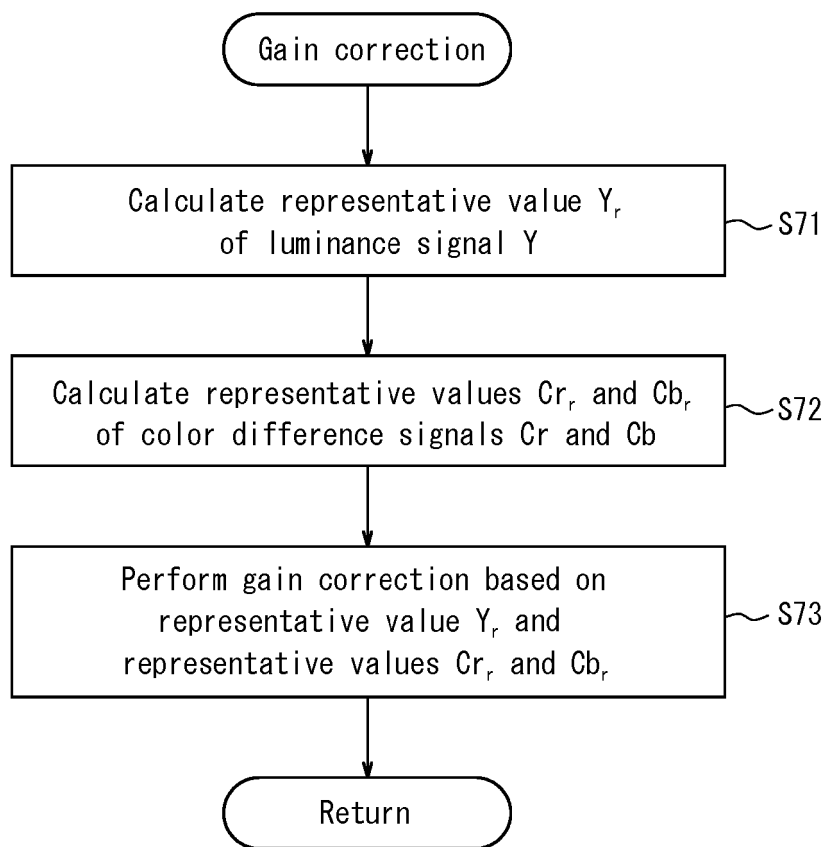 Gain correction
Calculate representative value Yr
of luminance signal Y
S71
Calculate representative values Crr and Cbr
of color difference signals Cr and Cb
S72
Perform gain correction based on
representative value Yr and
representative values Crr and Cbr
S73
Return